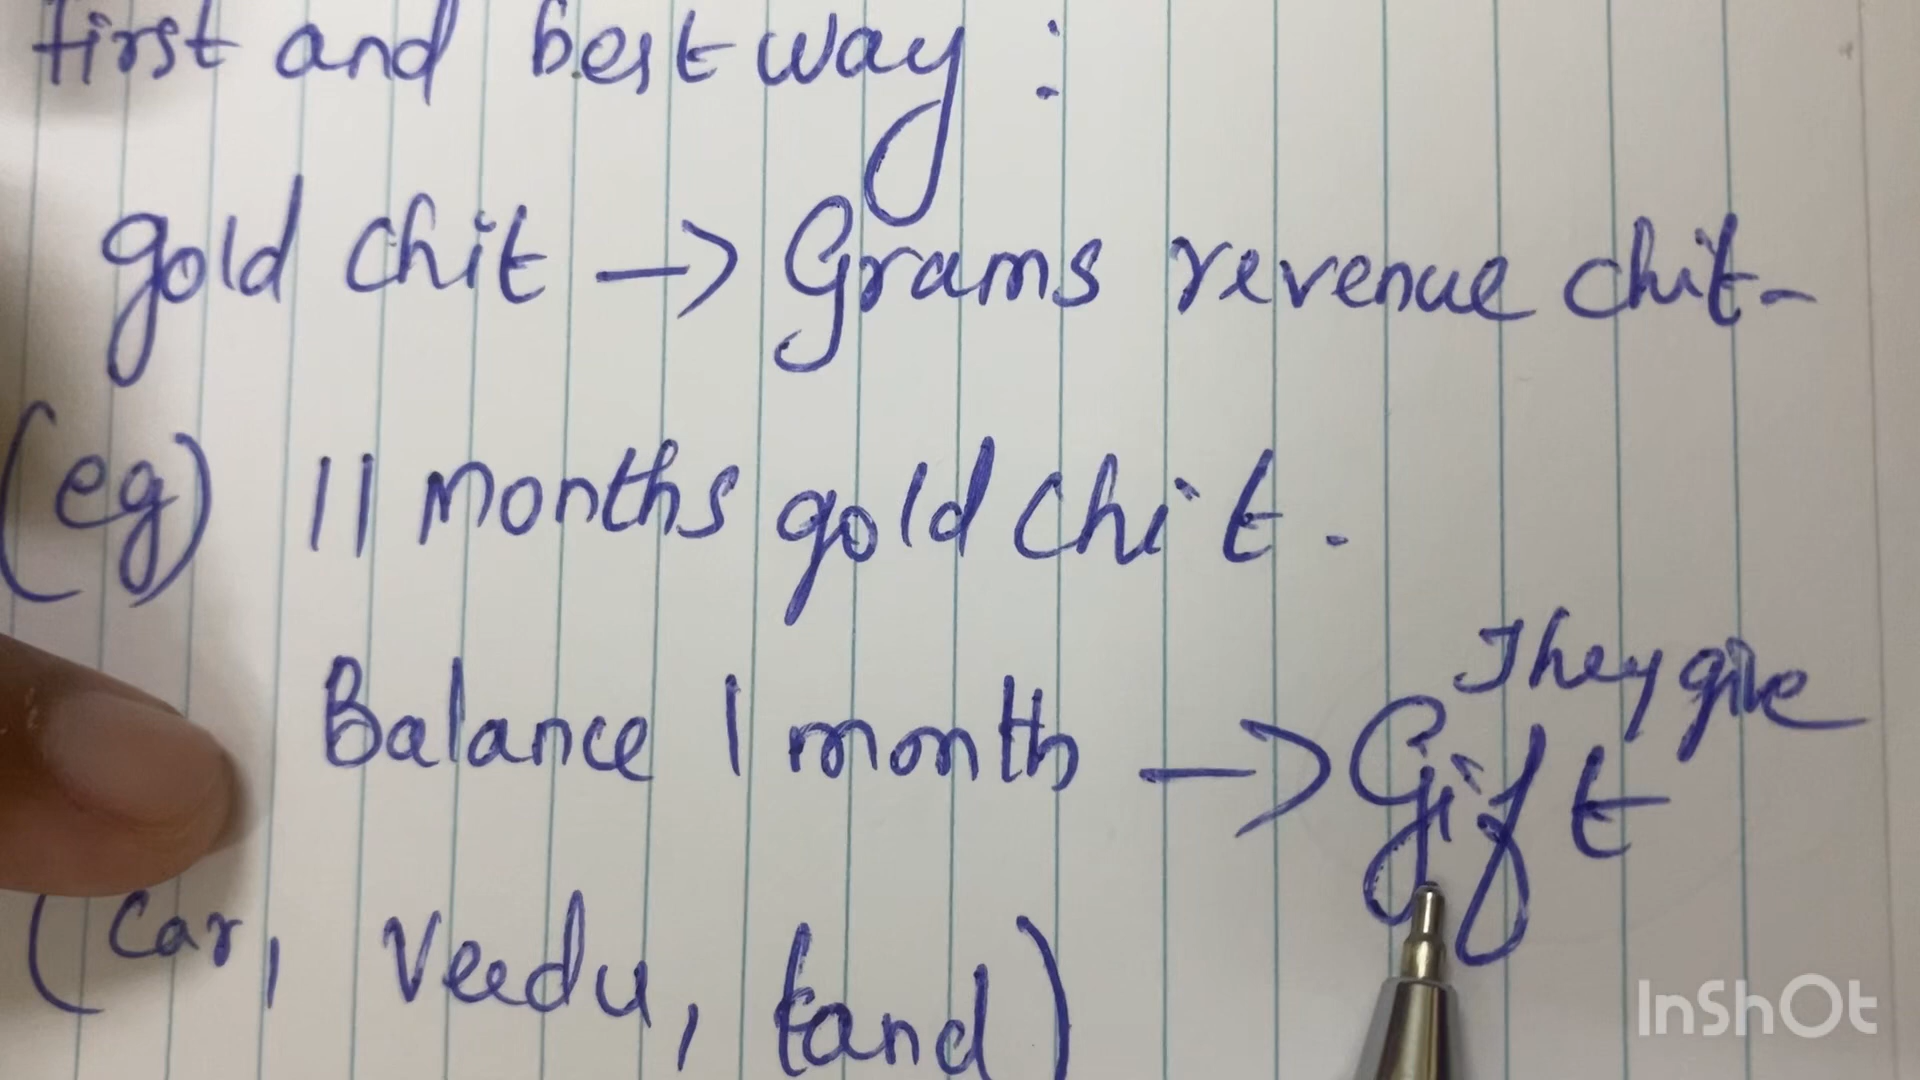 first and best way :
gold chit → Grams revenue chit-
(eg) 11 Months gold chit.
They give
Balance 1 month → Gift
(Car, Veedu, land)
InShOt